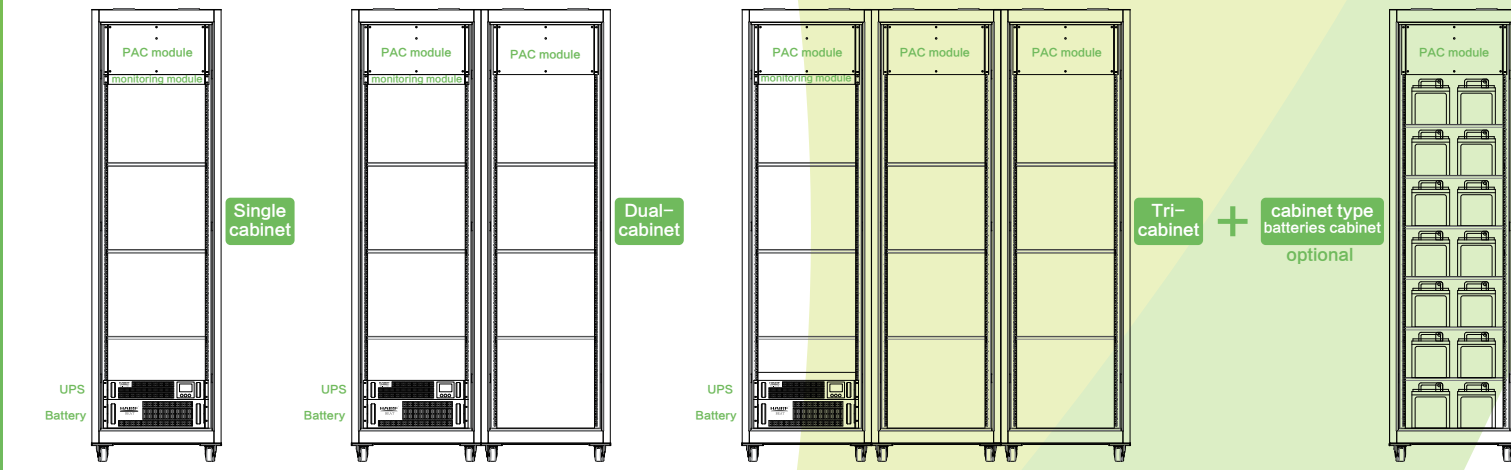 PAC module
monitoring module
UPS
Battery
Single
cabinet
PAC module
monitoring module
PAC module
UPS
Battery
Dual-
cabinet
PAC module
monitoring module
PAC module
PAC module
UPS
Battery
Tri-
cabinet
+
cabinet type
batteries cabinet
optional
PAC module